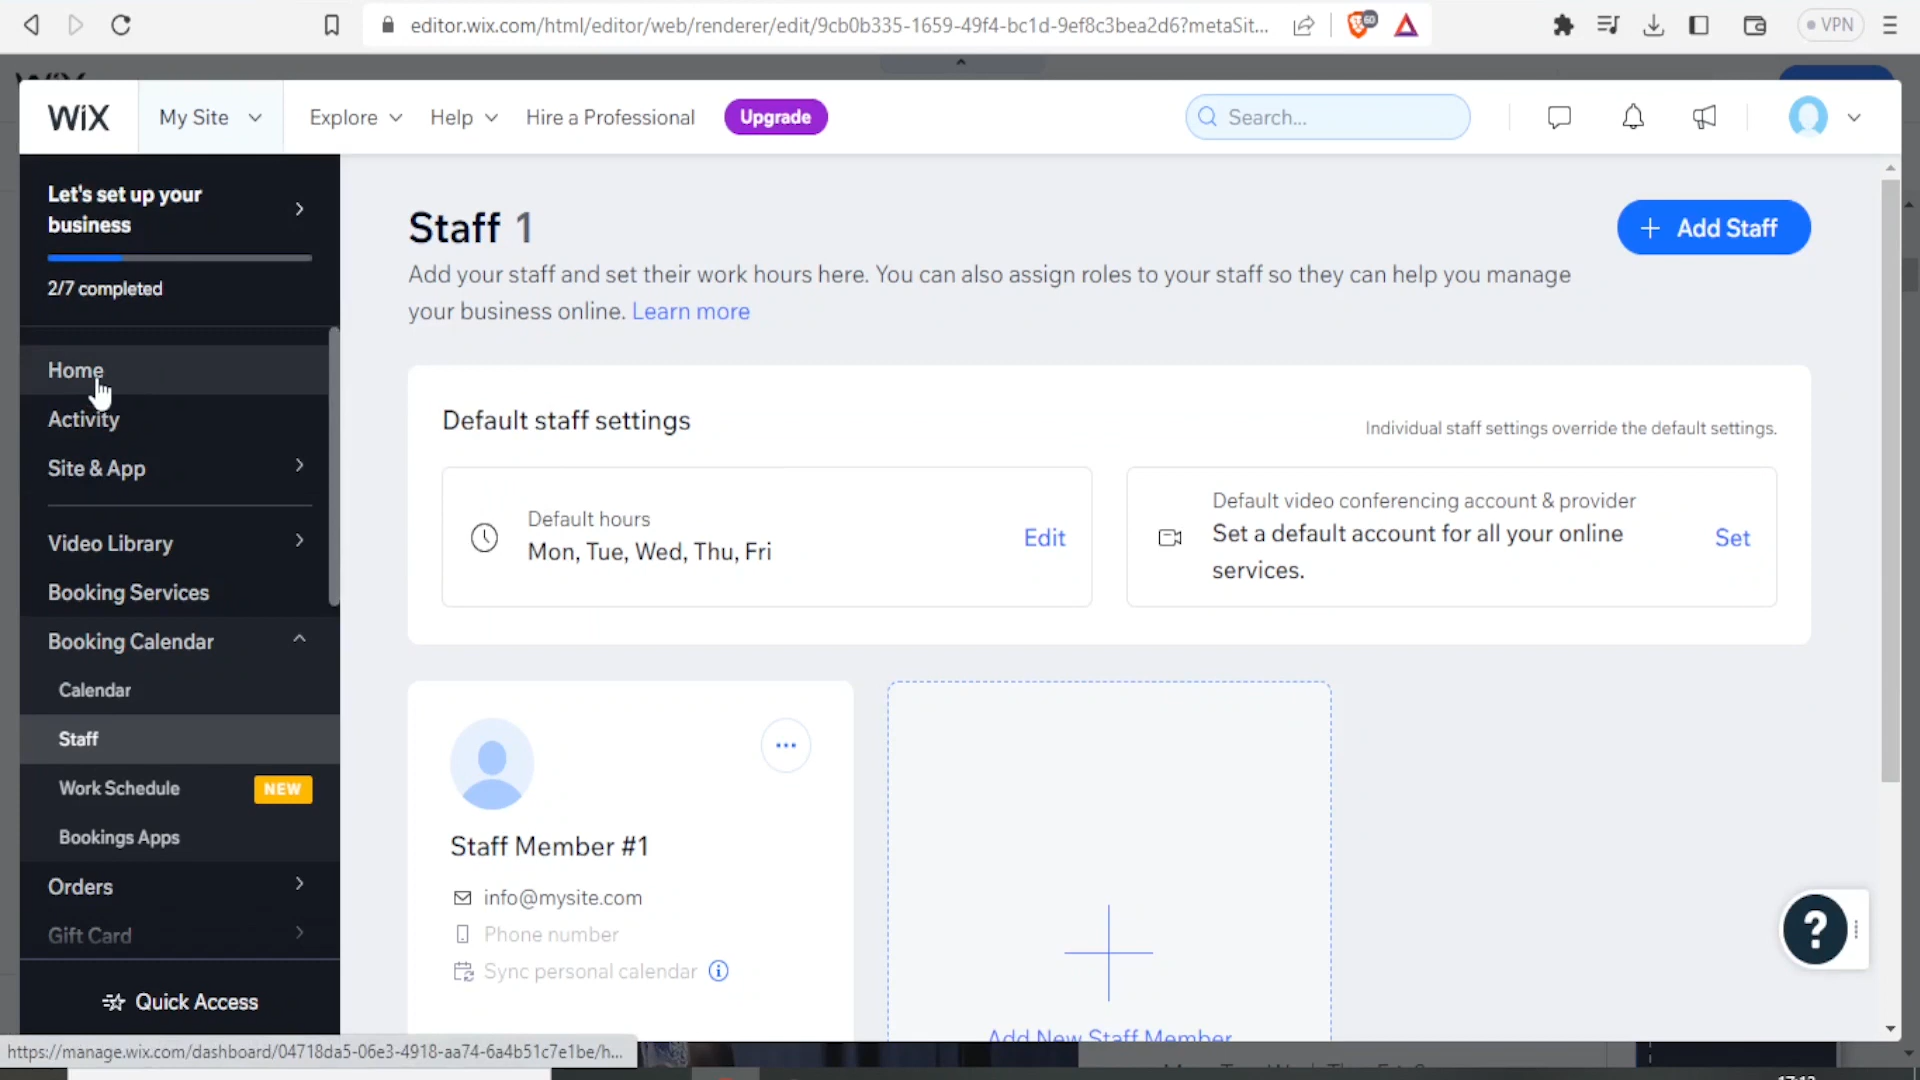 editor.wix.com/html/editor/web/renderer/edit/9cb0b335-1659-49f4-bc1d-9ef8c3bea2d6?metaSit...
60
VPN
WiX
My Site
Explore
Help
Hire a Professional
Upgrade
Search...
Let's set up your
business
2/7 completed
Home
Activity
Site & App
Video Library
Booking Services
Booking Calendar
Calendar
Staff
Work Schedule
NEW
Bookings Apps
Orders
Gift Card
Quick Access
Staff 1
+ Add Staff
Add your staff and set their work hours here. You can also assign roles to your staff so they can help you manage
your business online. Learn more
Default staff settings
Individual staff settings override the default settings.
Default hours
Mon, Tue, Wed, Thu, Fri
Edit
Default video conferencing account & provider
Set a default account for all your online
services.
Set
Staff Member #1
info@mysite.com
Phone number
Sync personal calendar
Add New Staff Member
?
https://manage.wix.com/dashboard/04718da5-06e3-4918-aa74-6a4b51c7e1be/h...